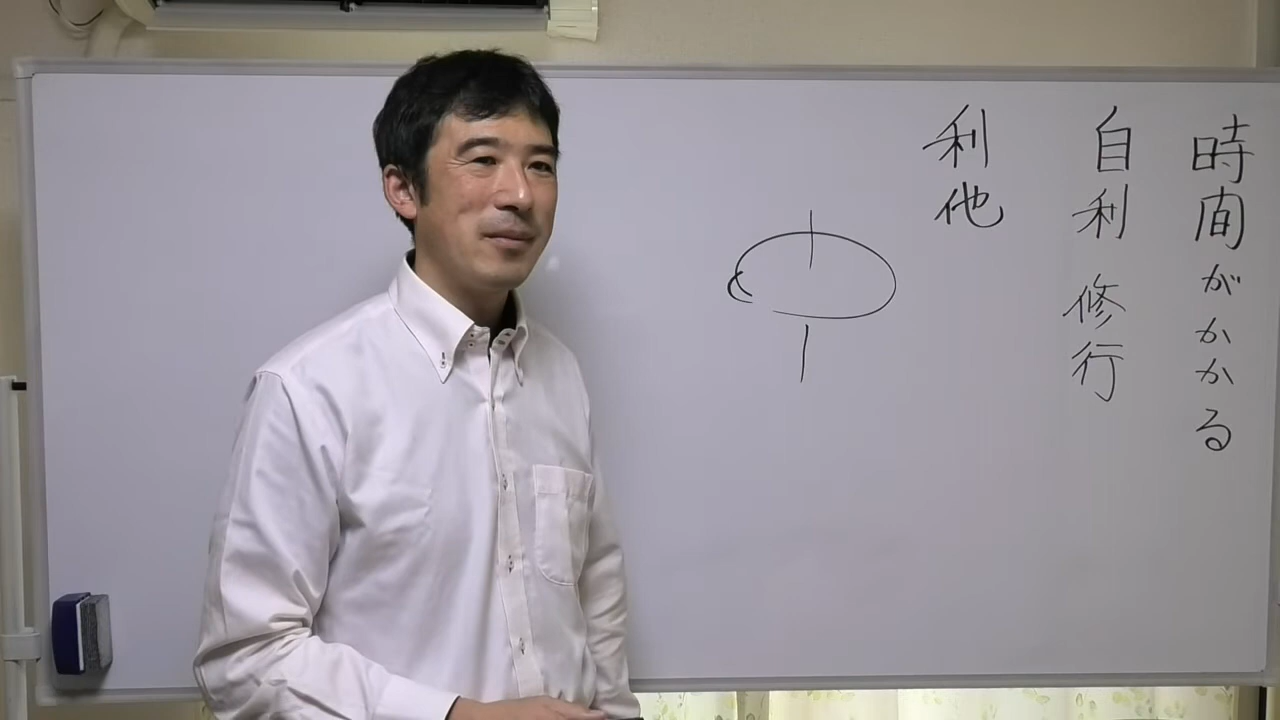 時間がかかる
自利 修行
利他